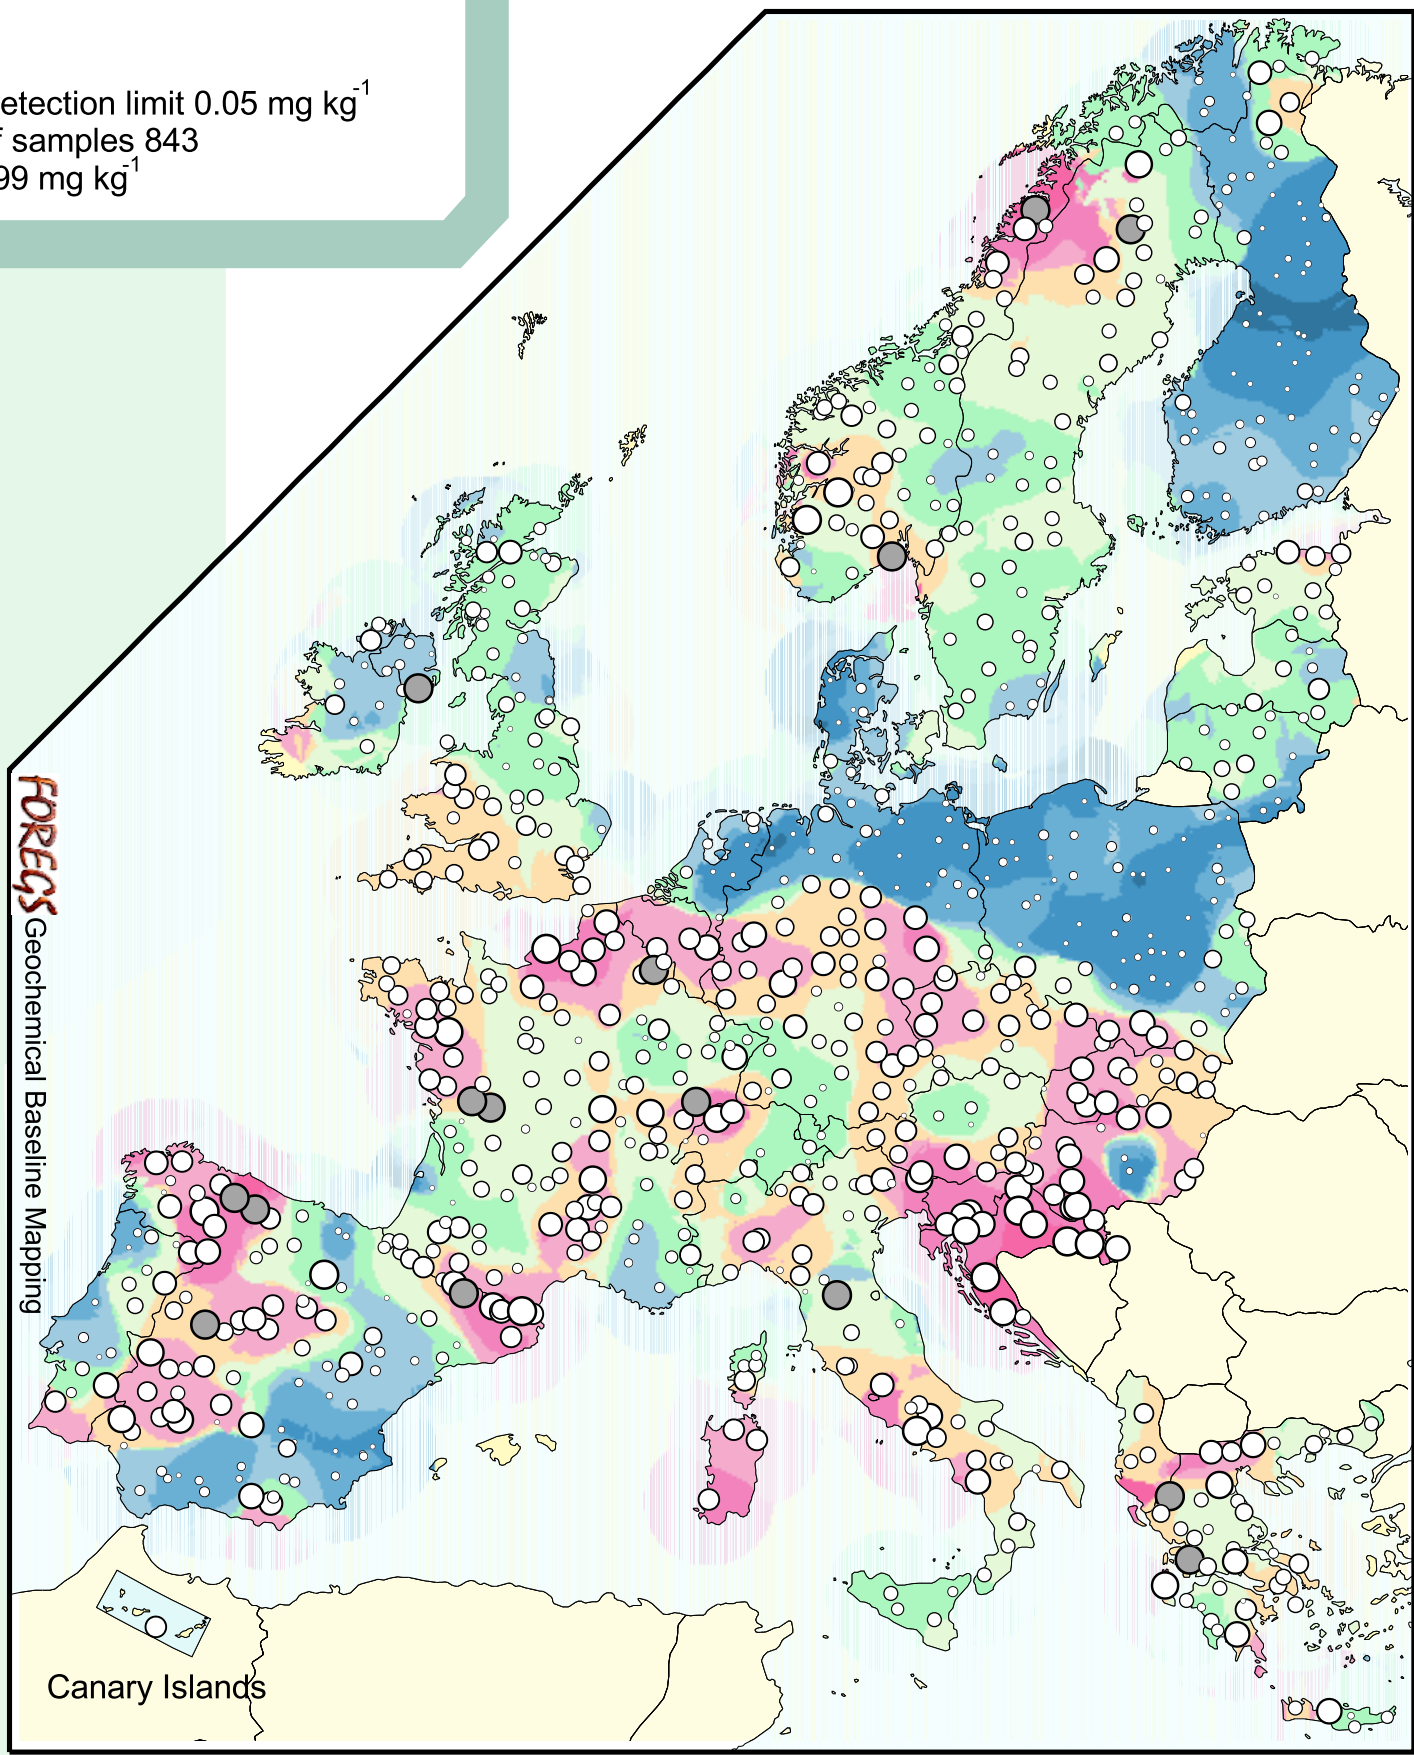 etection limit 0.05 mg kg-1
f samples 843
99 mg kg-1
FOREGS Geochemical Baseline Mapping
Canary Islands